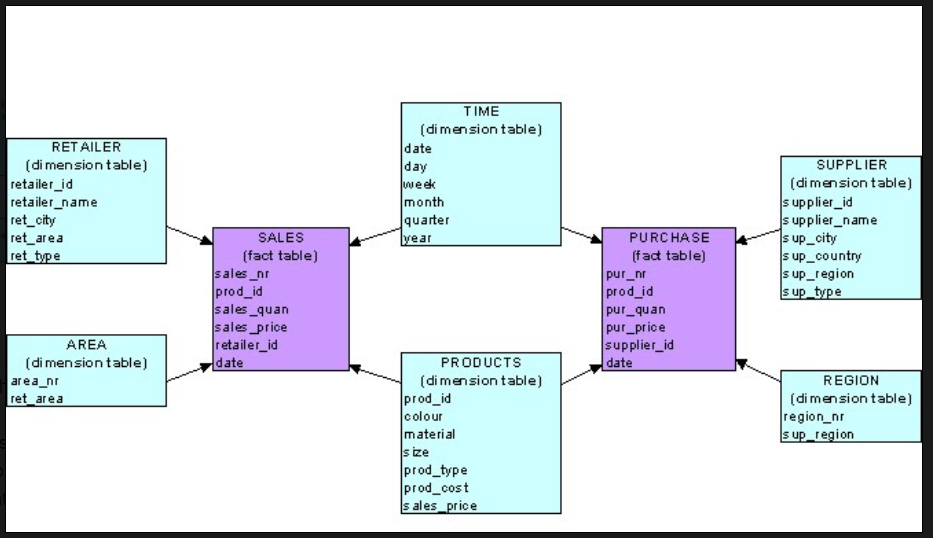 TIME
(dimension table)
date
day
week
month
quarter
year
RETAILER
(dimension table)
retailer_id
retailer_name
ret_city
ret_area
ret_type
SUPPLIER
(dimension table)
supplier_id
supplier_name
sup_city
sup_country
sup_region
sup_type
SALES
(fact table)
sales_nr
prod_id
sales_quan
sales_price
retailer_id
date
PURCHASE
(fact table)
pur_nr
prod_id
pur_quan
pur_price
supplier_id
date
AREA
(dimension table)
area_nr
ret_area
PRODUCTS
(dimension table)
prod_id
colour
material
size
prod_type
prod_cost
sales_price
REGION
(dimension table)
region_nr
sup_region